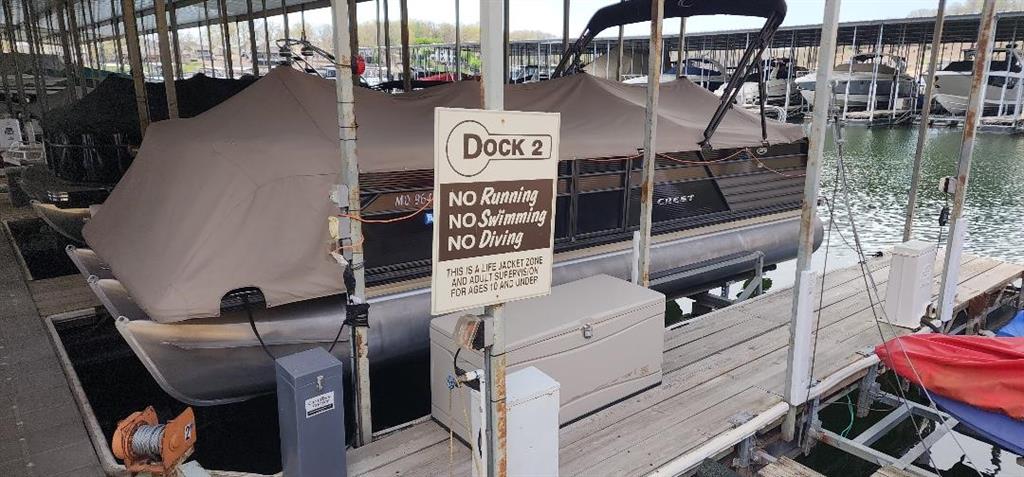 DOCK 2
NO Running
NO Swimming
NO Diving
THIS IS A LIFE JACKET ZONE
AND ADULT SUPERVISION
FOR AGES 10 AND UNDER
CREST
MO